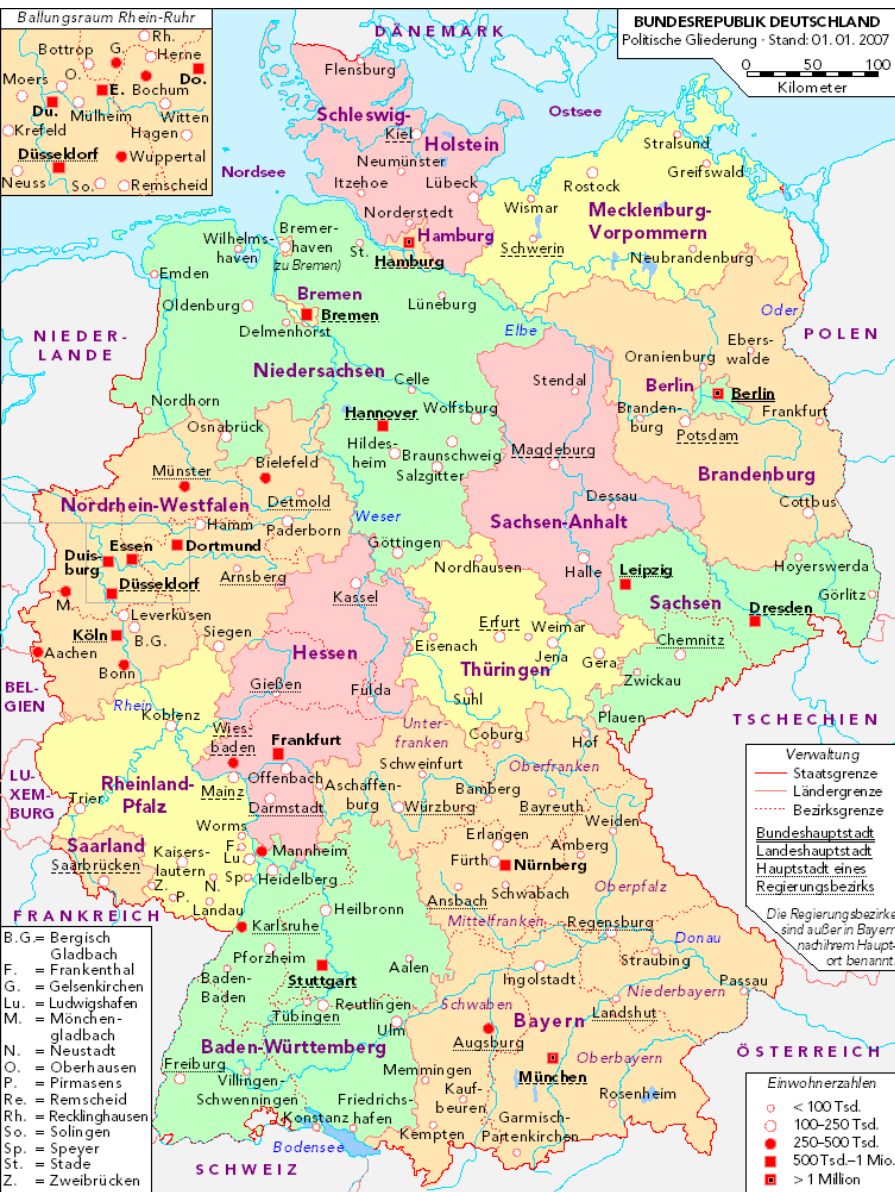 Ballungsraum Rhein-Ruhr
Rh.
Bottrop
G.
Herne
Moers
O.
E.
Bochum
Do.
Du.
Mülheim
Witten
Krefeld
Hagen
Düsseldorf
Wuppertal
Neuss
So.
Remscheid
BUNDESREPUBLIK DEUTSCHLAND
Politische Gliederung · Stand: 01. 01. 2007
0 50 100
Kilometer
DÄNEMARK
Flensburg
Schleswig-
Holstein
Kiel
Ostsee
Nordsee
Neumünster
Itzehoe
Lübeck
Norderstedt
Stralsund
Greifswald
Rostock
Wismar
Mecklenburg-
Vorpommern
Schwerin
Neubrandenburg
Hamburg
Hamburg
Wilhelms-
haven
Bremer-
haven
zu Bremen)
St.
Emden
Bremen
Bremen
Oldenburg
Delmenhorst
Lüneburg
Elbe
Oder
NIEDER-
LANDE
POLEN
Niedersachsen
Celle
Stendal
Oranienburg
Ebers-
walde
Berlin
Berlin
Nordhorn
Osnabrück
Hannover
Wolfsburg
Branden-
burg
Potsdam
Frankfurt
Hildes-
heim
Braunschweig
Salzgitter
Magdeburg
Brandenburg
Münster
Bielefeld
Detmold
Nordrhein-Westfalen
Hamm
Paderborn
Weser
Dessau
Sachsen-Anhalt
Cottbus
Duis-
burg
Essen
Dortmund
Göttingen
Nordhausen
Halle
Hoyerswerda
Düsseldorf
Arnsberg
Kassel
Leipzig
Görlitz
M.
Sachsen
Dresden
Leverkusen
Köln
B.G.
Siegen
Hessen
Eisenach
Erfurt
Weimar
Jena
Gera
Chemnitz
Aachen
Bonn
Gießen
Fulda
Thüringen
Suhl
Zwickau
Plauen
BEL-
GIEN
Rhein
Koblenz
Wies-
baden
Frankfurt
Unter-
franken
Coburg
Hof
TSCHECHIEN
LU-
XEM-
BURG
Rheinland-
Pfalz
Trier
Mainz
Offenbach
Darmstadt
Aschaffen-
burg
Schweinfurt
Würzburg
Bamberg
Oberfranken
Bayreuth
Weiden
Worms
Saarland
Saarbrücken
Kaisers-
lautern
F.
Lu.
Mannheim
Erlangen
Fürth
Nürnberg
Amberg
Z.
P.
N.
Sp.
Heidelberg
Ansbach
Schwabach
Oberpfalz
Landau
FRANKREICH
Karlsruhe
Heilbronn
Mittelfranken
Regensburg
Donau
Pforzheim
Aalen
Straubing
Baden-
Baden
Stuttgart
Ingolstadt
Passau
Tübingen
Reutlingen
Ulm
Schwaben
Bayern
Niederbayern
Landshut
Baden-Württemberg
Augsburg
Oberbayern
München
ÖSTERREICH
Freiburg
Villingen-
Schwenningen
Friedrichs-
hafen
Konstanz
Memmingen
Kauf-
beuren
Kempten
Garmisch-
Partenkirchen
Rosenheim
Bodensee
SCHWEIZ
Verwaltung
Staatsgrenze
Ländergrenze
Bezirksgrenze
Bundeshauptstadt
Landeshauptstadt
Hauptstadt eines
Regierungsbezirks
Die Regierungsbezirke
sind außer in Bayern
nach ihrem Haupt-
ort benannt.
B.G.= Bergisch
Gladbach
F. = Frankenthal
G. = Gelsenkirchen
Lu. = Ludwigshafen
M. = Mönchen-
gladbach
N. = Neustadt
O. = Oberhausen
P. = Pirmasens
Re. = Remscheid
Rh. = Recklinghausen
So. = Solingen
Sp. = Speyer
St. = Stade
Z. = Zweibrücken
Einwohnerzahlen
< 100 Tsd.
100–250 Tsd.
250–500 Tsd.
500 Tsd.–1 Mio.
> 1 Million